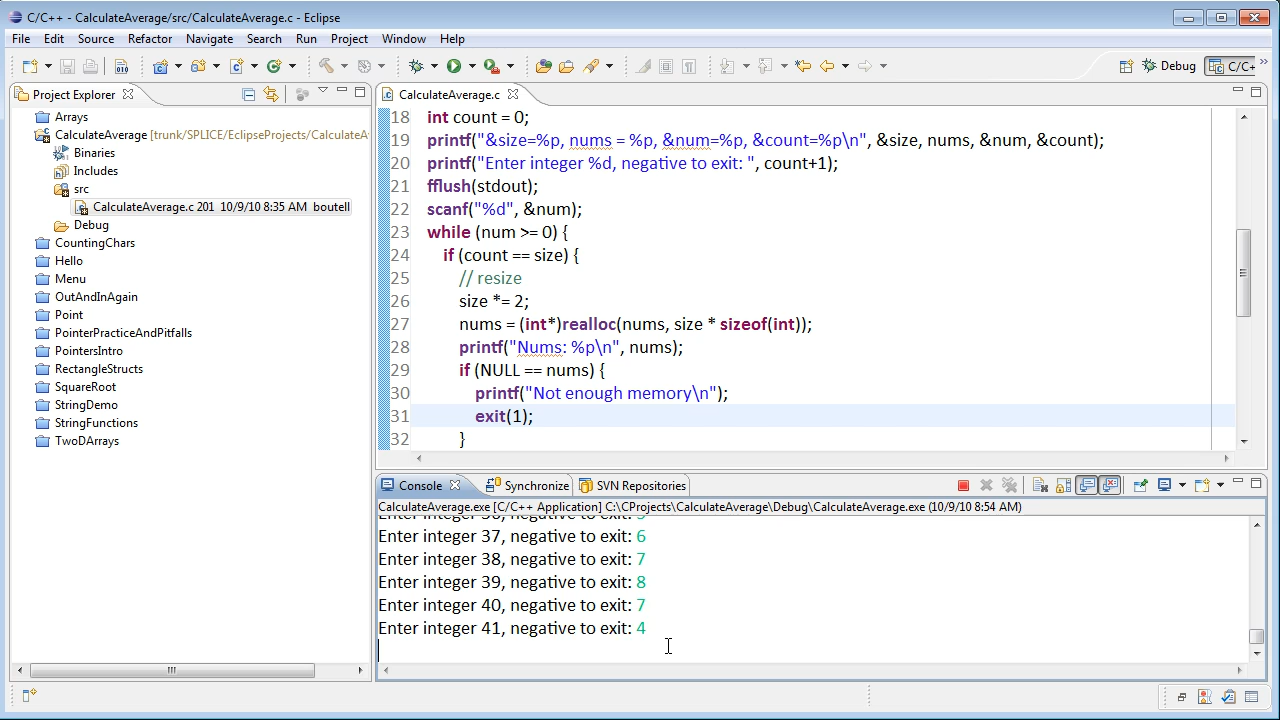 C/C++ - CalculateAverage/src/CalculateAverage.c - Eclipse
File Edit Source Refactor Navigate Search Run Project Window Help
Debug C/C++
Project Explorer
Arrays
CalculateAverage [trunk/SPLICE/EclipseProjects/CalculateA
Binaries
Includes
src
CalculateAverage.c 201 10/9/10 8:35 AM boutell
Debug
CountingChars
Hello
Menu
OutAndInAgain
Point
PointerPracticeAndPitfalls
PointersIntro
RectangleStructs
SquareRoot
StringDemo
StringFunctions
TwoDArrays
CalculateAverage.c
18 int count = 0;
19 printf("&size=%p, nums = %p, &num=%p, &count=%p\n", &size, nums, &num, &count);
20 printf("Enter integer %d, negative to exit: ", count+1);
21 fflush(stdout);
22 scanf("%d", &num);
23 while (num >= 0) {
24 if (count == size) {
25 // resize
26 size *= 2;
27 nums = (int*)realloc(nums, size * sizeof(int));
28 printf("Nums: %p\n", nums);
29 if (NULL == nums) {
30 printf("Not enough memory\n");
31 exit(1);
32 }
Console Synchronize SVN Repositories
CalculateAverage.exe [C/C++ Application] C:\CProjects\CalculateAverage\Debug\CalculateAverage.exe (10/9/10 8:54 AM)
Enter integer 36, negative to exit: 5
Enter integer 37, negative to exit: 6
Enter integer 38, negative to exit: 7
Enter integer 39, negative to exit: 8
Enter integer 40, negative to exit: 7
Enter integer 41, negative to exit: 4